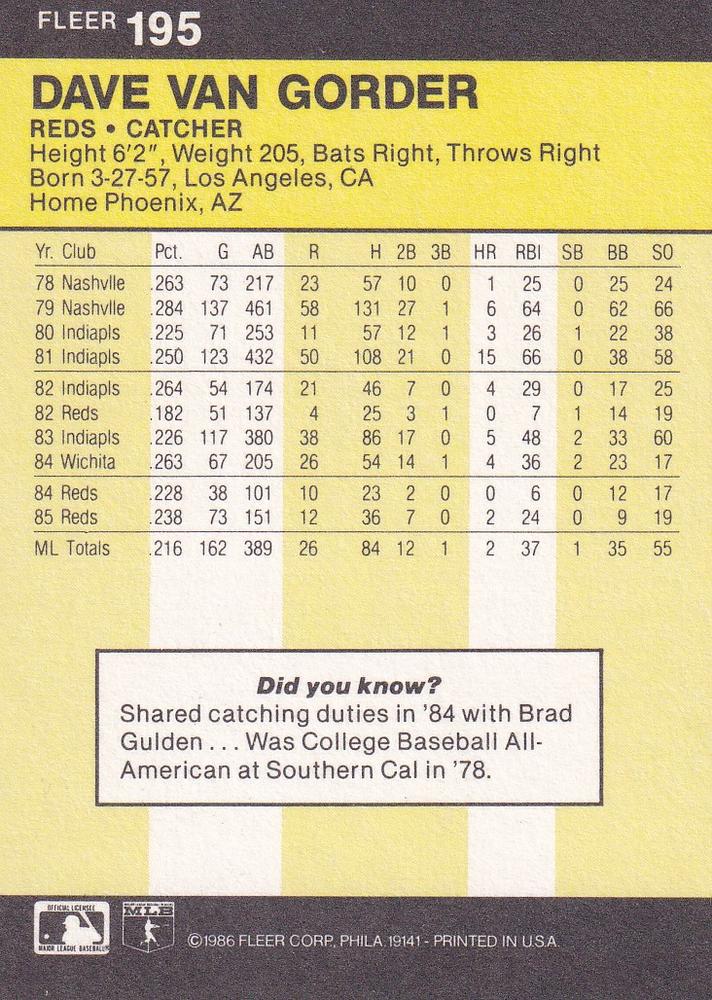 FLEER 195
DAVE VAN GORDER
REDS • CATCHER
Height 6'2", Weight 205, Bats Right, Throws Right
Born 3-27-57, Los Angeles, CA
Home Phoenix, AZ
Yr. Club Pct. G AB R H 2B 3B HR RBI SB BB SO
78 Nashvlle .263 73 217 23 57 10 0 1 25 0 25 24
79 Nashvlle .284 137 461 58 131 27 1 6 64 0 62 66
80 Indiapls .225 71 253 11 57 12 1 3 26 1 22 38
81 Indiapls .250 123 432 50 108 21 0 15 66 0 38 58
82 Indiapls .264 54 174 21 46 7 0 4 29 0 17 25
82 Reds .182 51 137 4 25 3 1 0 7 1 14 19
83 Indiapls .226 117 380 38 86 17 0 5 48 2 33 60
84 Wichita .263 67 205 26 54 14 1 4 36 2 23 17
84 Reds .228 38 101 10 23 2 0 0 6 0 12 17
85 Reds .238 73 151 12 36 7 0 2 24 0 9 19
ML Totals .216 162 389 26 84 12 1 2 37 1 35 55
Did you know?
Shared catching duties in '84 with Brad
Gulden . . . Was College Baseball All-
American at Southern Cal in '78.
OFFICIAL LICENSEE
MAJOR LEAGUE BASEBALL
MLB
©1986 FLEER CORP., PHILA. 19141 - PRINTED IN U.S.A.